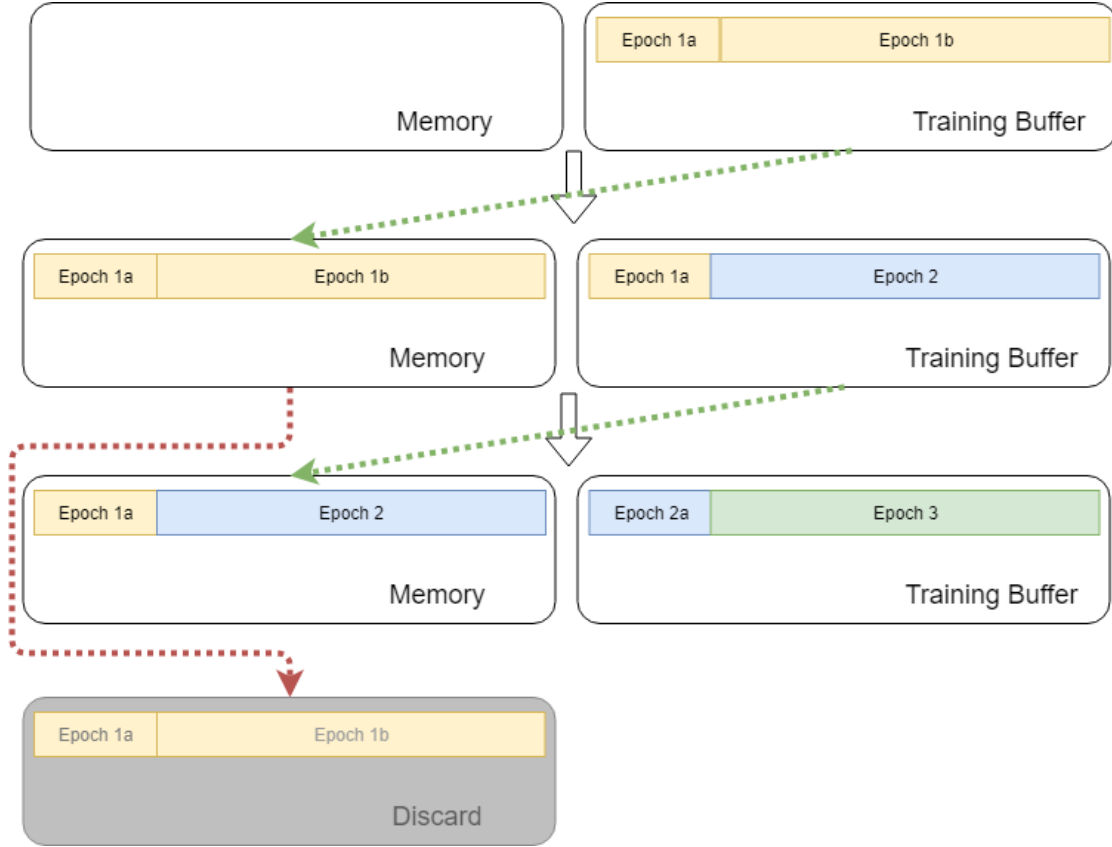 Epoch 1a
Epoch 1b
Memory
Training Buffer
Epoch 1a
Epoch 1b
Epoch 1a
Epoch 2
Memory
Training Buffer
Epoch 1a
Epoch 2
Epoch 2a
Epoch 3
Memory
Training Buffer
Epoch 1a
Epoch 1b
Discard